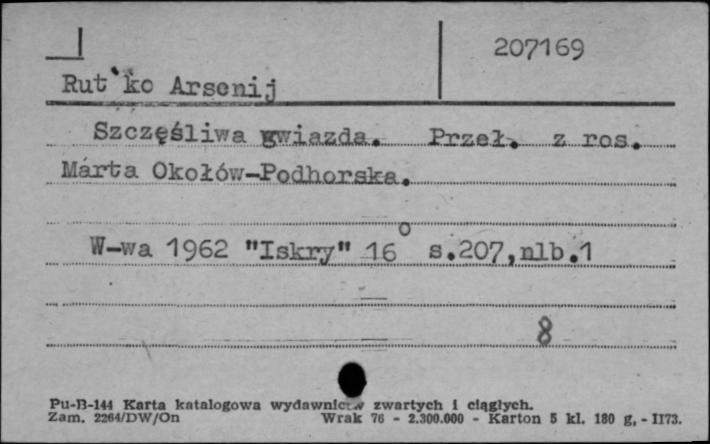 207169
Rut'ko Arsenij
Szczęśliwa gwiazda. Przeł. z ros.
Marta Okołów-Podhorska.
W-wa 1962 "Iskry" 16° s.207,nlb.1
8
Pu-B-144 Karta katalogowa wydawnictw zwartych i ciągłych.
Zam. 2264/DW/On Wrak 76 - 2.300.000 - Karton 5 kl. 180 g, - II73.